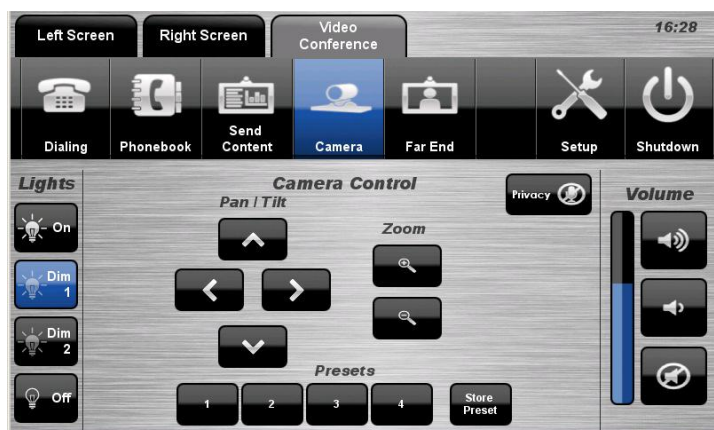 Left Screen
Right Screen
Video
Conference
16:28
Dialing
Phonebook
Send
Content
Camera
Far End
Setup
Shutdown
Lights
Camera Control
Privacy
Volume
Pan / Tilt
Zoom
On
Dim
1
Dim
2
Off
Presets
1
2
3
4
Store
Preset